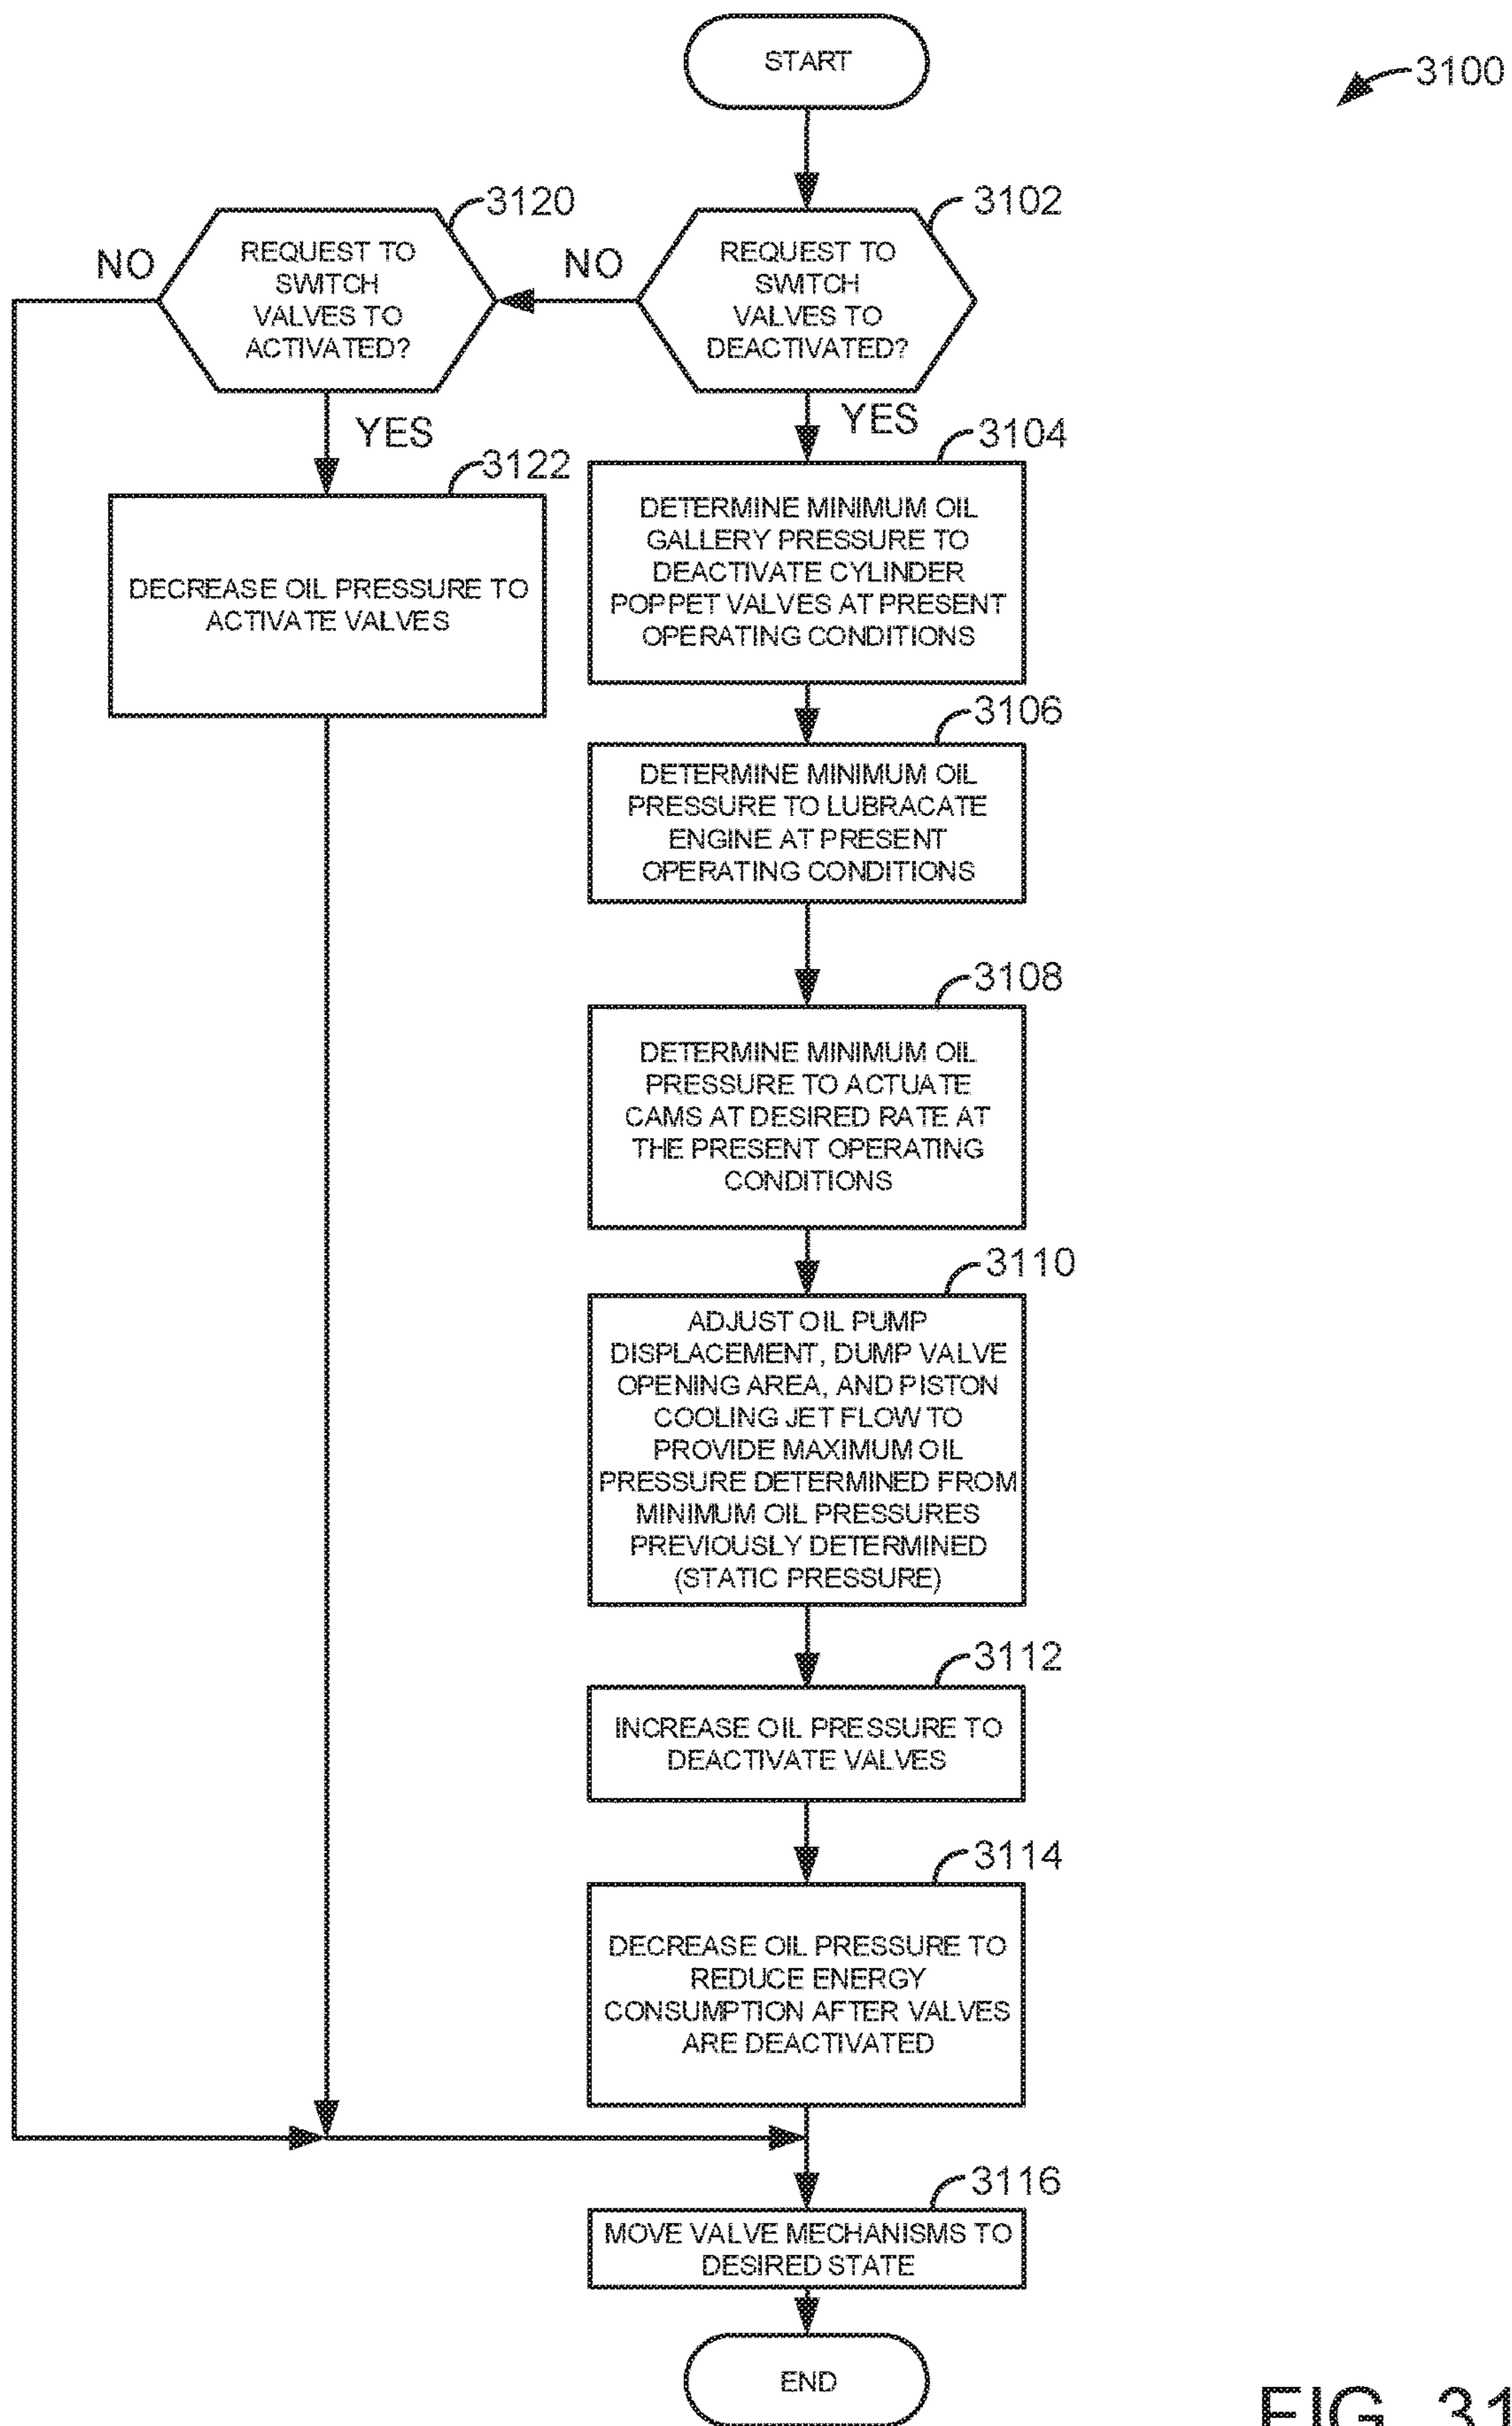 START
3100
3120
3102
NO
REQUEST TO
SWITCH
VALVES TO
ACTIVATED?
NO
REQUEST TO
SWITCH
VALVES TO
DEACTIVATED?
YES
YES
3104
3122
DETERMINE MINIMUM OIL
GALLERY PRESSURE TO
DEACTIVATE CYLINDER
POPPET VALVES AT PRESENT
OPERATING CONDITIONS
DECREASE OIL PRESSURE TO
ACTIVATE VALVES
3106
DETERMINE MINIMUM OIL
PRESSURE TO LUBRACATE
ENGINE AT PRESENT
OPERATING CONDITIONS
3108
DETERMINE MINIMUM OIL
PRESSURE TO ACTUATE
CAMS AT DESIRED RATE AT
THE PRESENT OPERATING
CONDITIONS
3110
ADJUST OIL PUMP
DISPLACEMENT, DUMP VALVE
OPENING AREA, AND PISTON
COOLING JET FLOW TO
PROVIDE MAXIMUM OIL
PRESSURE DETERMINED FROM
MINIMUM OIL PRESSURES
PREVIOUSLY DETERMINED
(STATIC PRESSURE)
3112
INCREASE OIL PRESSURE TO
DEACTIVATE VALVES
3114
DECREASE OIL PRESSURE TO
REDUCE ENERGY
CONSUMPTION AFTER VALVES
ARE DEACTIVATED
3116
MOVE VALVE MECHANISMS TO
DESIRED STATE
END
FIG. 31